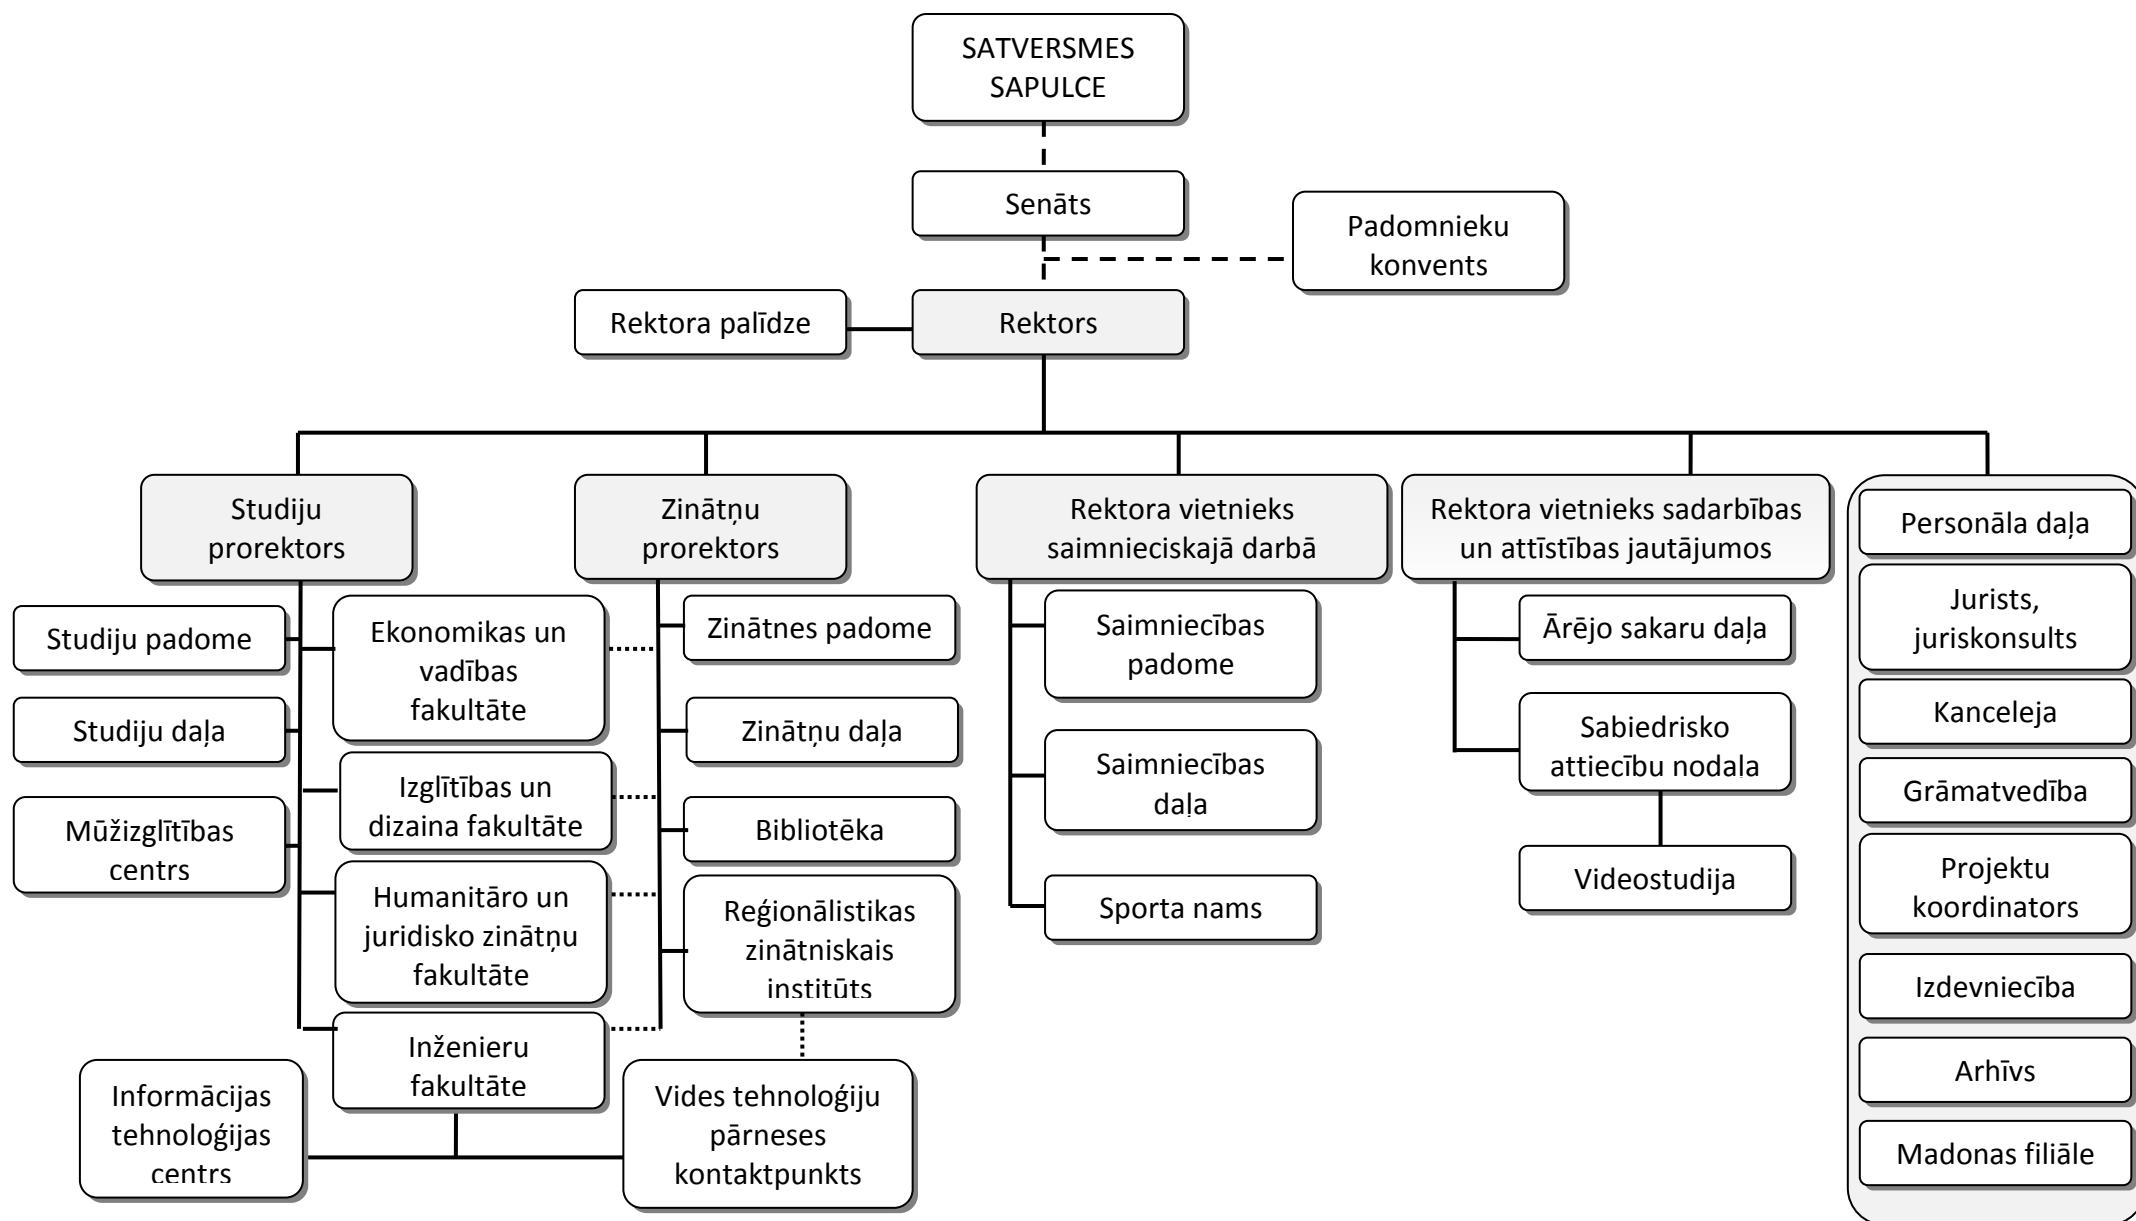 SATVERSMES
SAPULCE
Senāts
Padomnieku
konvents
Rektora palīdze
Rektors
Studiju
prorektors
Zinātņu
prorektors
Rektora vietnieks
saimnieciskajā darbā
Rektora vietnieks sadarbības
un attīstības jautājumos
Studiju padome
Studiju daļa
Mūžizglītības
centrs
Ekonomikas un
vadības
fakultāte
Izglītības un
dizaina fakultāte
Humanitāro un
juridisko zinātņu
fakultāte
Inženieru
fakultāte
Informācijas
tehnoloģijas
centrs
Vides tehnoloģiju
pārneses
kontaktpunkts
Zinātnes padome
Zinātņu daļa
Bibliotēka
Reģionālistikas
zinātniskais
institūts
Saimniecības
padome
Saimniecības
daļa
Sporta nams
Ārējo sakaru daļa
Sabiedrisko
attiecību nodaļa
Videostudija
Personāla daļa
Jurists,
juriskonsults
Kanceleja
Grāmatvedība
Projektu
koordinators
Izdevniecība
Arhīvs
Madonas filiāle